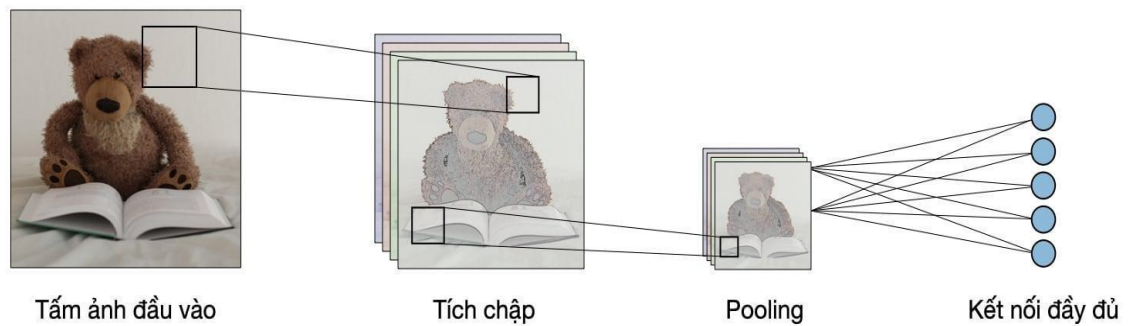 Tấm ảnh đầu vào
Tích chập
Pooling
Kết nối đầy đủ